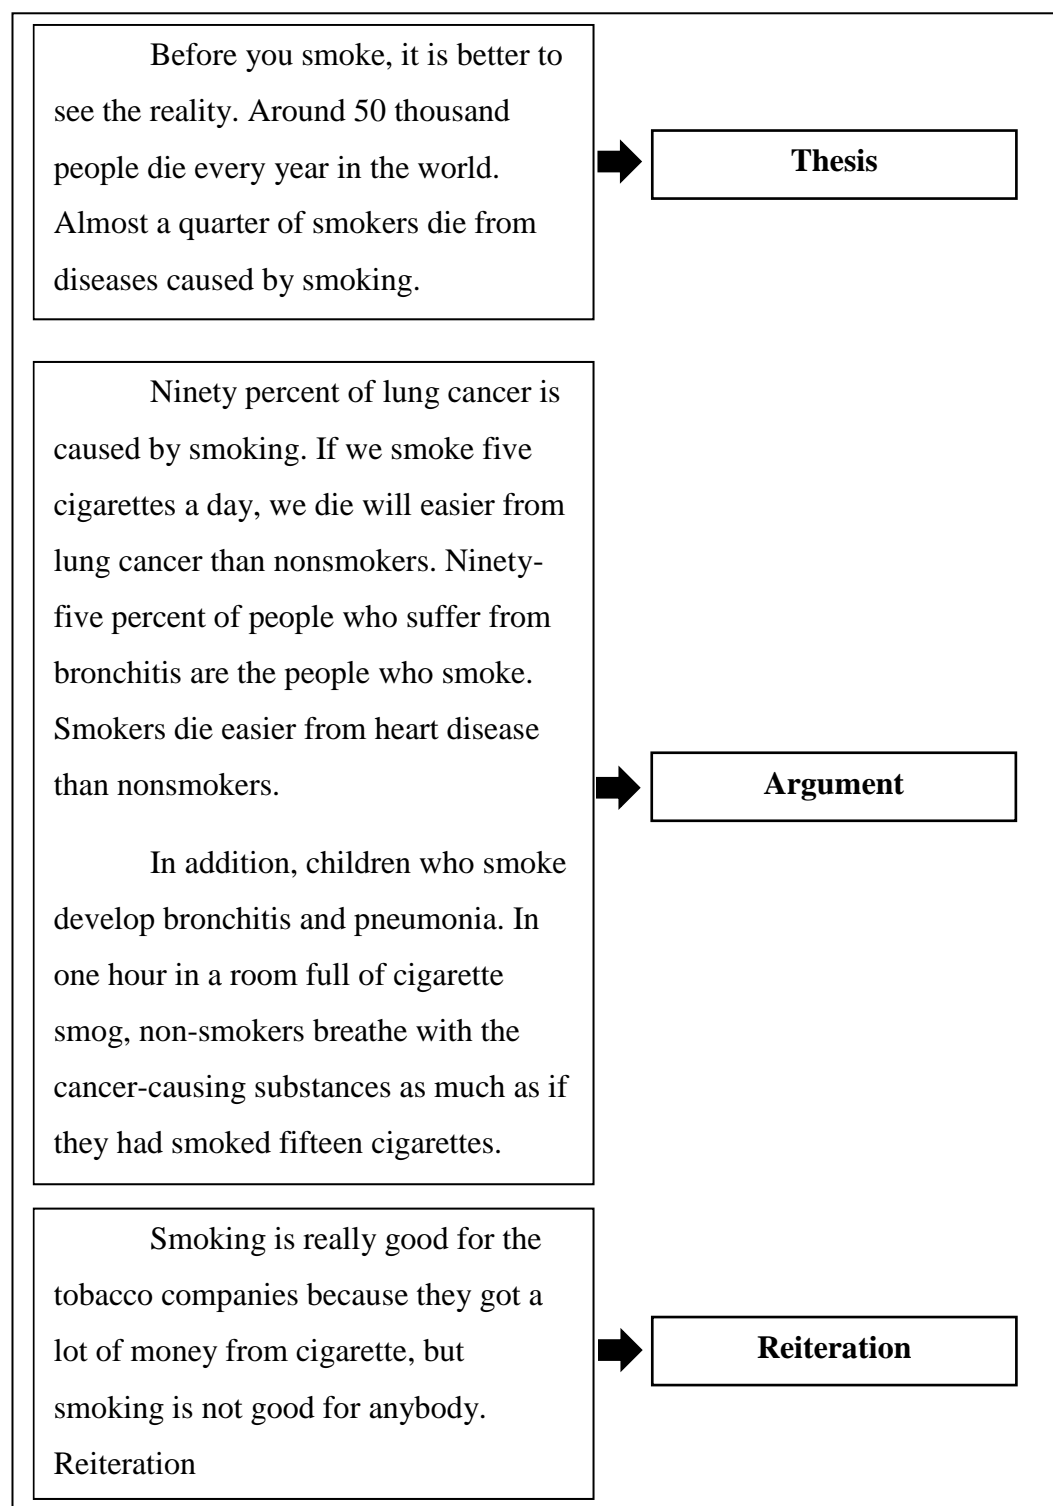 Before you smoke, it is better to
see the reality. Around 50 thousand
people die every year in the world.
Almost a quarter of smokers die from
diseases caused by smoking.
Thesis
Ninety percent of lung cancer is
caused by smoking. If we smoke five
cigarettes a day, we die will easier from
lung cancer than nonsmokers. Ninety-
five percent of people who suffer from
bronchitis are the people who smoke.
Smokers die easier from heart disease
than nonsmokers.
In addition, children who smoke
develop bronchitis and pneumonia. In
one hour in a room full of cigarette
smog, non-smokers breathe with the
cancer-causing substances as much as if
they had smoked fifteen cigarettes.
Argument
Smoking is really good for the
tobacco companies because they got a
lot of money from cigarette, but
smoking is not good for anybody.
Reiteration
Reiteration